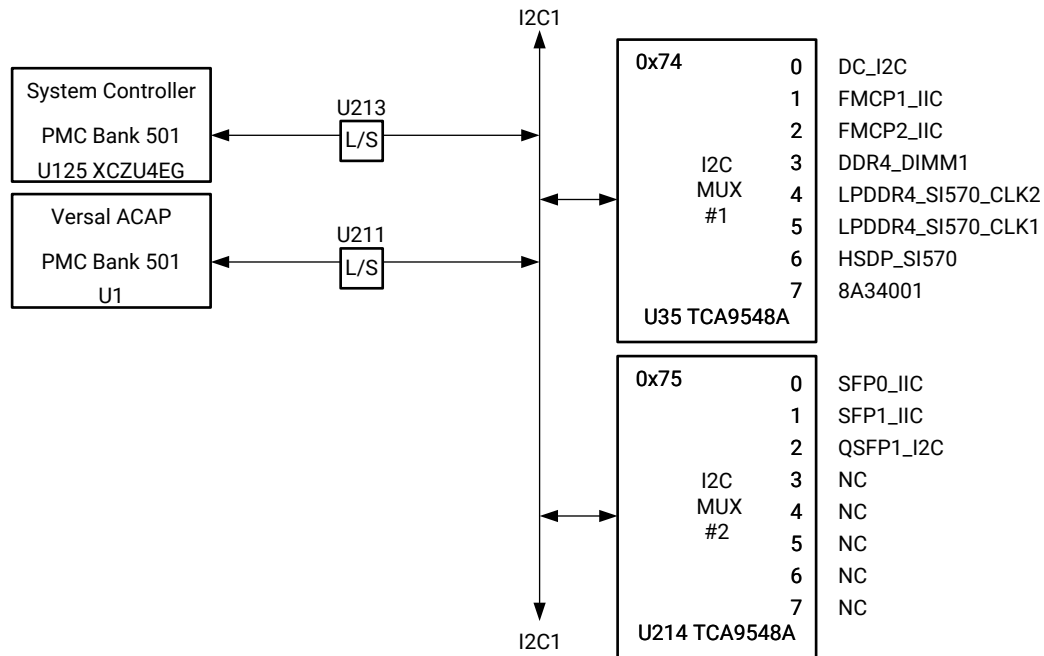 I2C1
System Controller
PMC Bank 501
U125 XCZU4EG
U213
L/S
Versal ACAP
PMC Bank 501
U1
U211
L/S
0x74
I2C
MUX
#1
0 DC_I2C
1 FMCP1_IIC
2 FMCP2_IIC
3 DDR4_DIMM1
4 LPDDR4_SI570_CLK2
5 LPDDR4_SI570_CLK1
6 HSDP_SI570
7 8A34001
U35 TCA9548A
0x75
I2C
MUX
#2
0 SFP0_IIC
1 SFP1_IIC
2 QSFP1_I2C
3 NC
4 NC
5 NC
6 NC
7 NC
U214 TCA9548A
I2C1